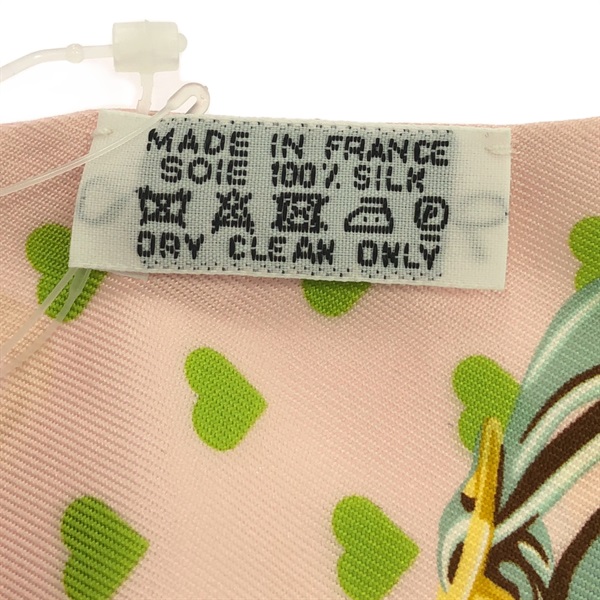 MADE IN FRANCE
SOIE 100% SILK
P
DRY CLEAN ONLY